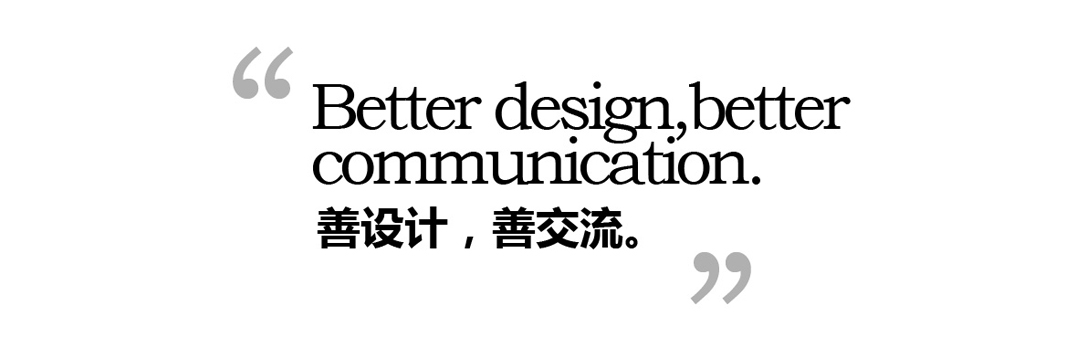 “Better design,better
communication.
善设计，善交流。”